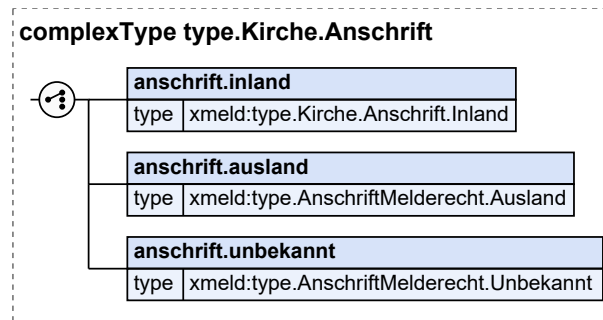 complexType type.Kirche.Anschrift
anschrift.inland
type xmeld:type.Kirche.Anschrift.Inland
anschrift.ausland
type xmeld:type.AnschriftMelderecht.Ausland
anschrift.unbekannt
type xmeld:type.AnschriftMelderecht.Unbekannt